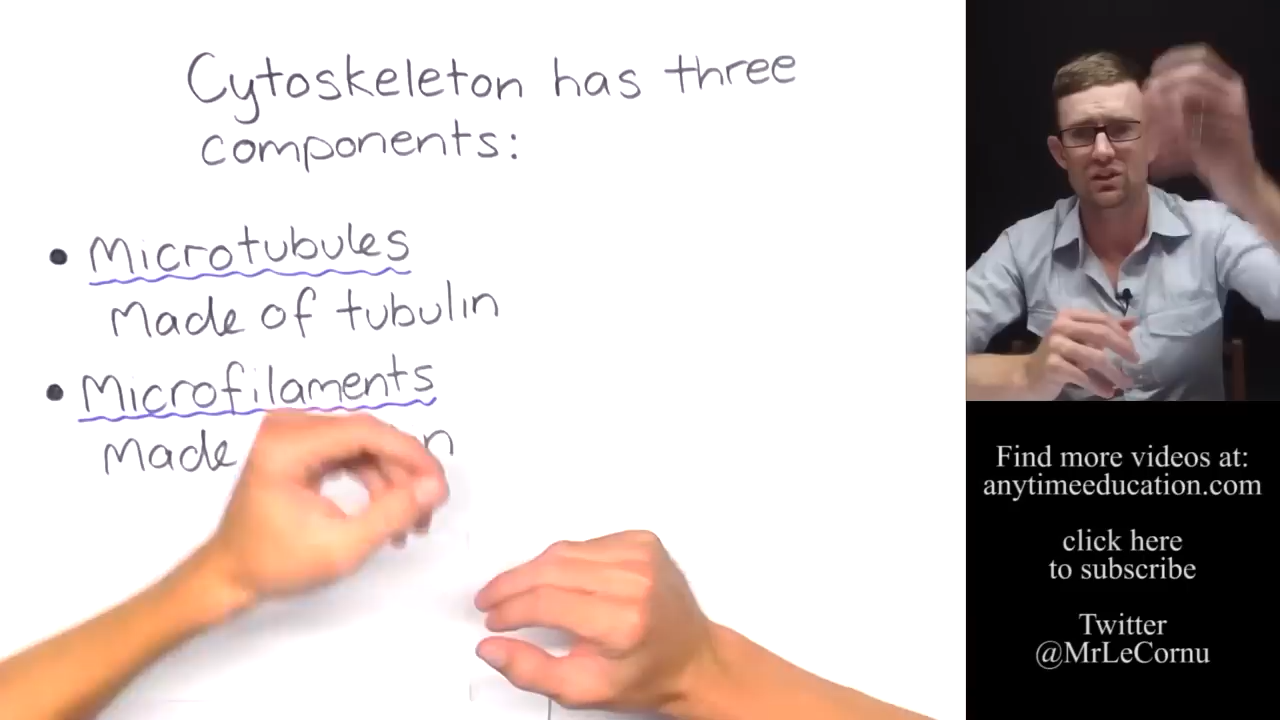 Cytoskeleton has three
components:
• Microtubules
Made of tubulin
• Microfilaments
Made
Find more videos at:
anytimeeducation.com
click here
to subscribe
Twitter
@MrLeCornu